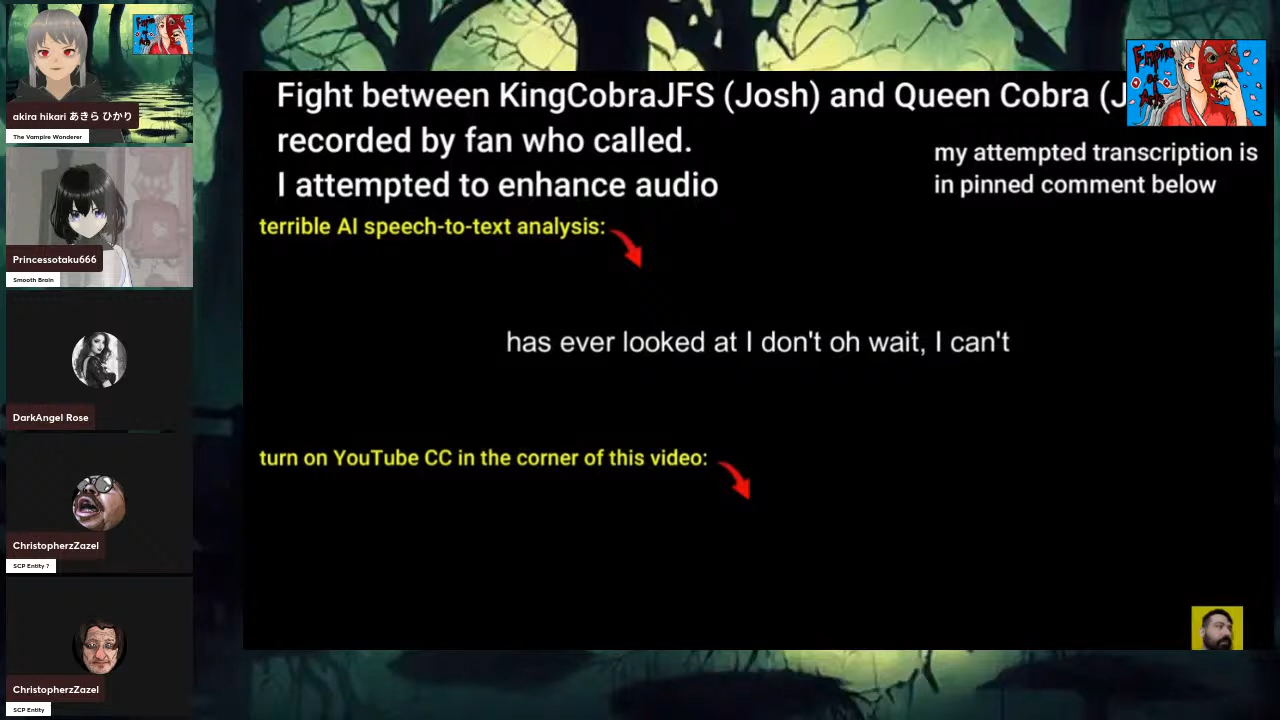 akira hikari あきら ひかり
The Vampire Wonderer
Princessotaku666
Smooth Brain
DarkAngel Rose
ChristopherzZazel
SCP Entity ?
ChristopherzZazel
SCP Entity
Fight between KingCobraJFS (Josh) and Queen Cobra (J
recorded by fan who called.
I attempted to enhance audio
my attempted transcription is
in pinned comment below
terrible AI speech-to-text analysis:
has ever looked at I don't oh wait, I can't
turn on YouTube CC in the corner of this video:
Empire
of
Arts